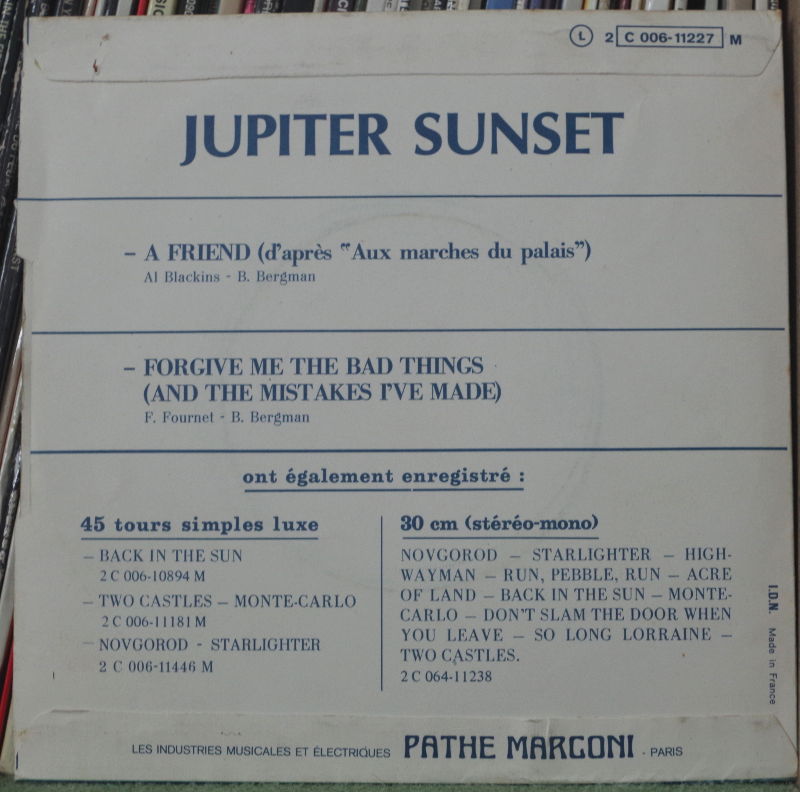 L 2 C 006-11227 M
JUPITER SUNSET
– A FRIEND (d'après "Aux marches du palais")
Al Blackins - B. Bergman
– FORGIVE ME THE BAD THINGS
(AND THE MISTAKES I'VE MADE)
F. Fournet - B. Bergman
ont également enregistré :
45 tours simples luxe
– BACK IN THE SUN
2 C 006-10894 M
– TWO CASTLES – MONTE-CARLO
2 C 006-11181 M
– NOVGOROD - STARLIGHTER
2 C 006-11446 M
30 cm (stéréo-mono)
NOVGOROD – STARLIGHTER – HIGH-
WAYMAN – RUN, PEBBLE, RUN – ACRE
OF LAND – BACK IN THE SUN – MONTE-
CARLO – DON'T SLAM THE DOOR WHEN
YOU LEAVE – SO LONG LORRAINE –
TWO CASTLES.
2 C 064-11238
I.D.N. Made in France
LES INDUSTRIES MUSICALES ET ÉLECTRIQUES PATHE MARCONI - PARIS